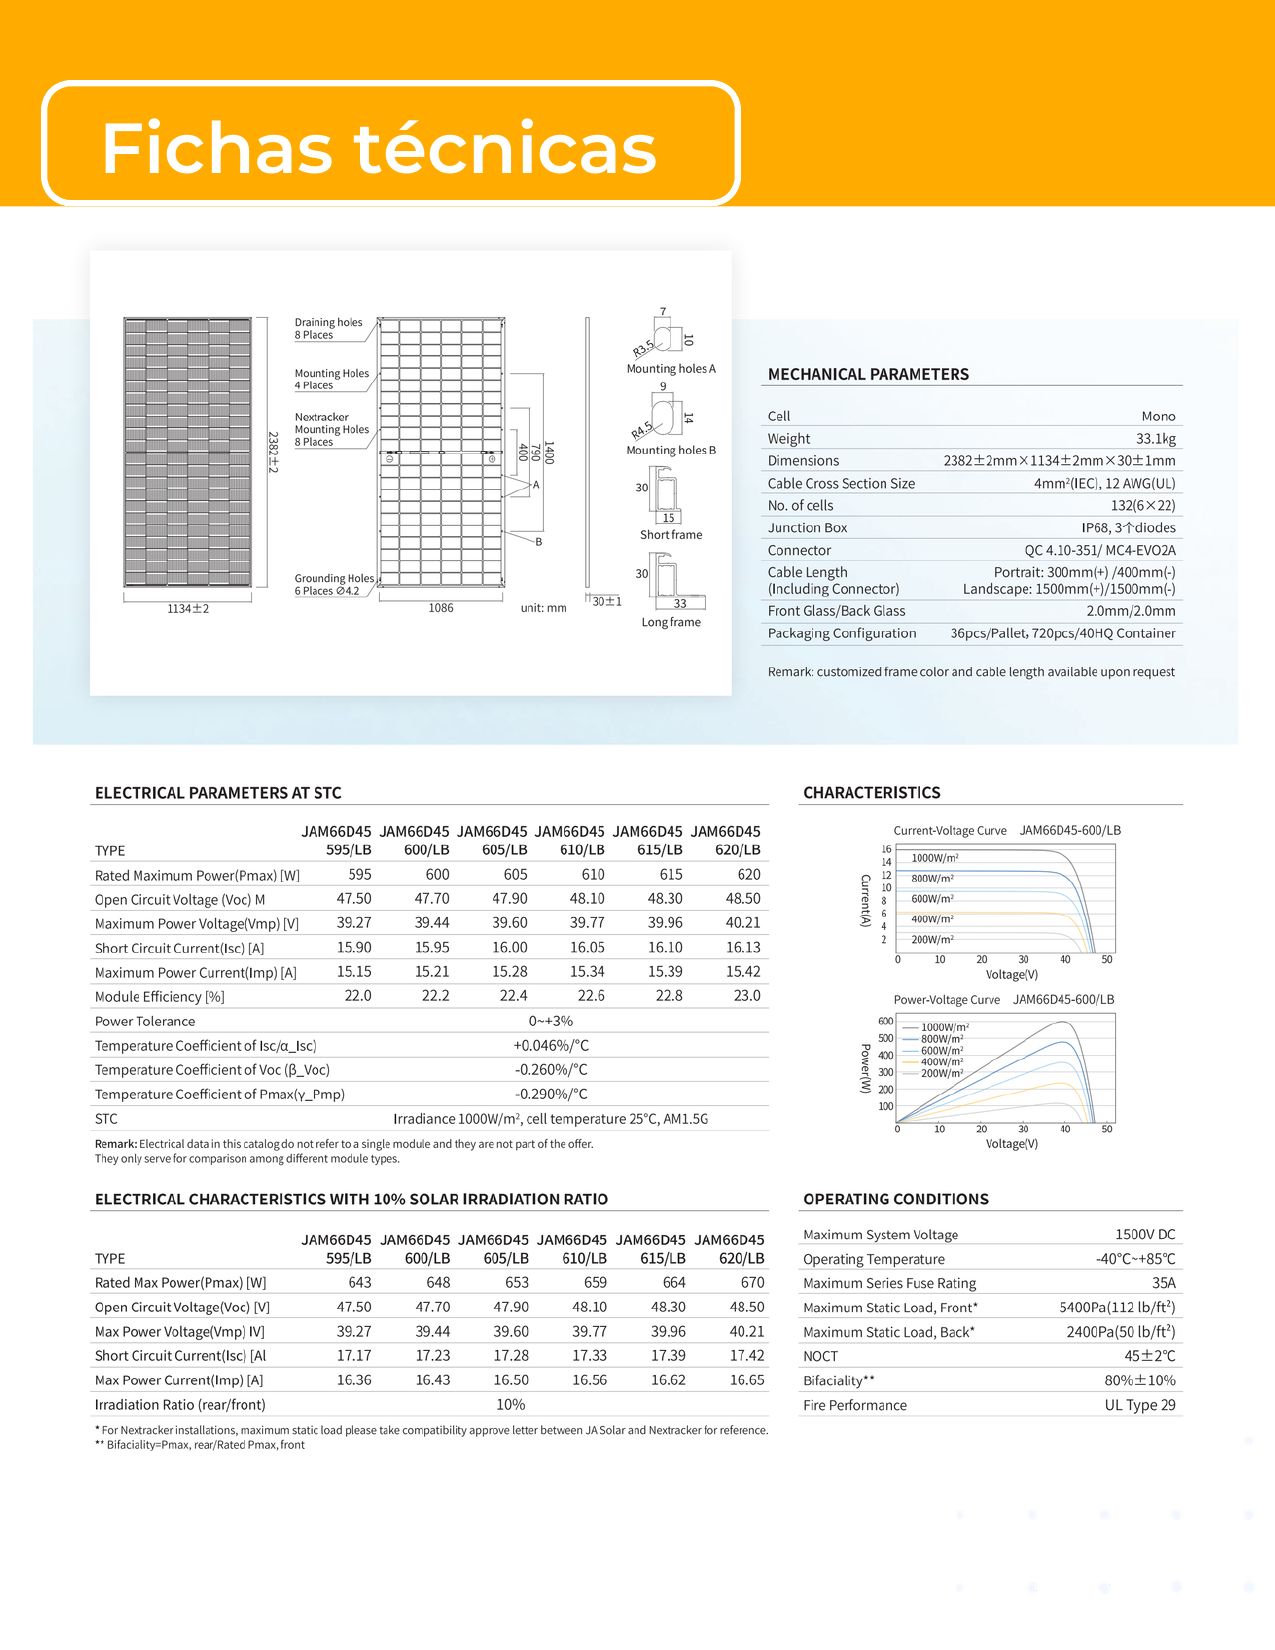 Fichas técnicas
Draining holes
8 Places
Mounting Holes
4 Places
Nextracker
Mounting Holes
8 Places
Grounding Holes
6 Places Ø4.2
2382±2
1134±2
1086
400
790
1400
A
B
unit: mm
30±1
7
10
R3.5
Mounting holes A
9
14
R4.5
Mounting holes B
30
15
Short frame
30
33
Long frame
MECHANICAL PARAMETERS
Cell Mono
Weight 33.1kg
Dimensions 2382±2mm×1134±2mm×30±1mm
Cable Cross Section Size 4mm²(IEC), 12 AWG(UL)
No. of cells 132(6×22)
Junction Box IP68, 3个diodes
Connector QC 4.10-351/ MC4-EVO2A
Cable Length Portrait: 300mm(+) /400mm(-)
(Including Connector) Landscape: 1500mm(+)/1500mm(-)
Front Glass/Back Glass 2.0mm/2.0mm
Packaging Configuration 36pcs/Pallet, 720pcs/40HQ Container
Remark: customized frame color and cable length available upon request
ELECTRICAL PARAMETERS AT STC
JAM66D45 JAM66D45 JAM66D45 JAM66D45 JAM66D45 JAM66D45
TYPE 595/LB 600/LB 605/LB 610/LB 615/LB 620/LB
Rated Maximum Power(Pmax) [W] 595 600 605 610 615 620
Open Circuit Voltage (Voc) M 47.50 47.70 47.90 48.10 48.30 48.50
Maximum Power Voltage(Vmp) [V] 39.27 39.44 39.60 39.77 39.96 40.21
Short Circuit Current(Isc) [A] 15.90 15.95 16.00 16.05 16.10 16.13
Maximum Power Current(Imp) [A] 15.15 15.21 15.28 15.34 15.39 15.42
Module Efficiency [%] 22.0 22.2 22.4 22.6 22.8 23.0
Power Tolerance 0~+3%
Temperature Coefficient of Isc/α_Isc) +0.046%/°C
Temperature Coefficient of Voc (β_Voc) -0.260%/°C
Temperature Coefficient of Pmax(γ_Pmp) -0.290%/°C
STC Irradiance 1000W/m², cell temperature 25°C, AM1.5G
Remark: Electrical data in this catalog do not refer to a single module and they are not part of the offer.
They only serve for comparison among different module types.
CHARACTERISTICS
Current-Voltage Curve JAM66D45-600/LB
Current(A)
16
14
12
10
8
6
4
2
1000W/m²
800W/m²
600W/m²
400W/m²
200W/m²
0 10 20 30 40 50
Voltage(V)
Power-Voltage Curve JAM66D45-600/LB
Power(W)
600
500
400
300
200
100
1000W/m²
800W/m²
600W/m²
400W/m²
200W/m²
0 10 20 30 40 50
Voltage(V)
ELECTRICAL CHARACTERISTICS WITH 10% SOLAR IRRADIATION RATIO
JAM66D45 JAM66D45 JAM66D45 JAM66D45 JAM66D45 JAM66D45
TYPE 595/LB 600/LB 605/LB 610/LB 615/LB 620/LB
Rated Max Power(Pmax) [W] 643 648 653 659 664 670
Open Circuit Voltage(Voc) [V] 47.50 47.70 47.90 48.10 48.30 48.50
Max Power Voltage(Vmp) IV] 39.27 39.44 39.60 39.77 39.96 40.21
Short Circuit Current(Isc) [Al 17.17 17.23 17.28 17.33 17.39 17.42
Max Power Current(Imp) [A] 16.36 16.43 16.50 16.56 16.62 16.65
Irradiation Ratio (rear/front) 10%
* For Nextracker installations, maximum static load please take compatibility approve letter between JA Solar and Nextracker for reference.
** Bifaciality=Pmax, rear/Rated Pmax, front
OPERATING CONDITIONS
Maximum System Voltage 1500V DC
Operating Temperature -40°C~+85°C
Maximum Series Fuse Rating 35A
Maximum Static Load, Front* 5400Pa(112 lb/ft²)
Maximum Static Load, Back* 2400Pa(50 lb/ft²)
NOCT 45±2°C
Bifaciality** 80%±10%
Fire Performance UL Type 29